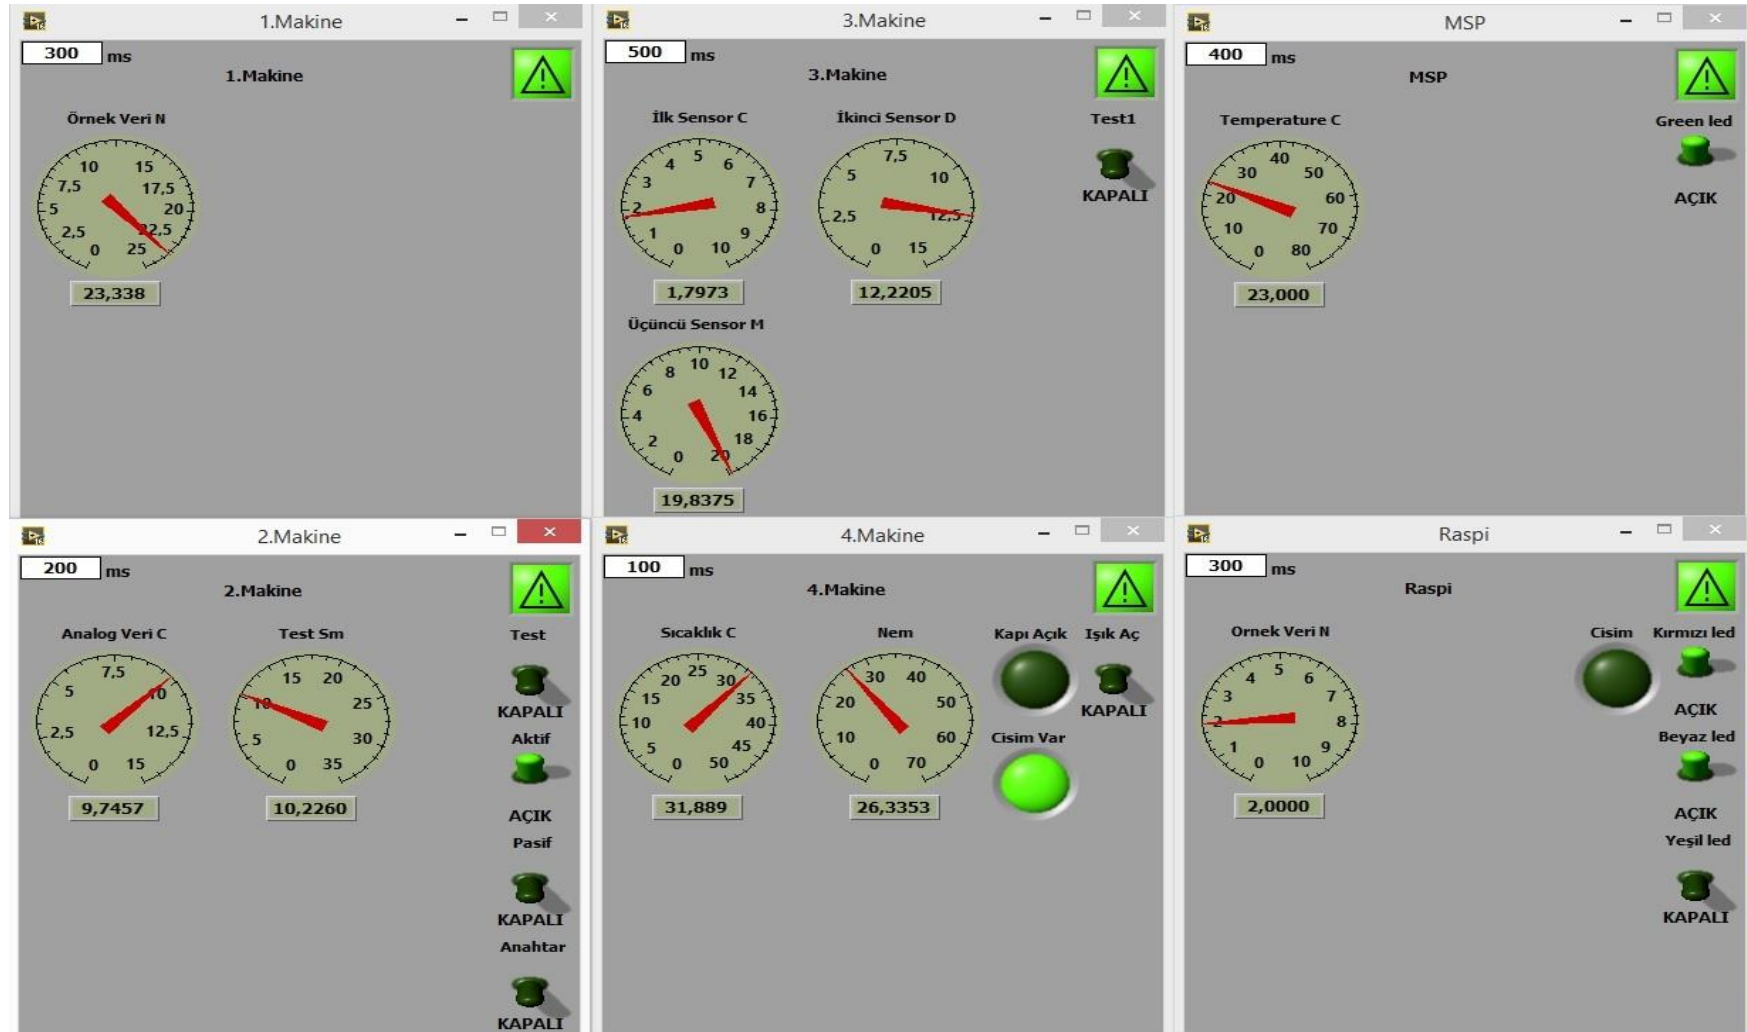 1.Makine
300 ms
1.Makine
Örnek Veri N
10 15
7,5 17,5
5 20
2,5 22,5
0 25
23,338
3.Makine
500 ms
3.Makine
İlk Sensor C
5
4 6
3 7
2 8
1 9
0 10
1,7973
İkinci Sensor D
7,5
5 10
2,5 12,5
0 15
12,2205
Test1
KAPALI
Üçüncü Sensor M
10
8 12
6 14
4 16
2 18
0 20
19,8375
MSP
400 ms
MSP
Temperature C
40
30 50
20 60
10 70
0 80
23,000
Green led
AÇIK
2.Makine
200 ms
2.Makine
Analog Veri C
7,5
5 10
2,5 12,5
0 15
9,7457
Test Sm
15 20
10 25
5 30
0 35
10,2260
Test
KAPALI
Aktif
AÇIK
Pasif
KAPALI
Anahtar
KAPALI
4.Makine
100 ms
4.Makine
Sıcaklık C
20 25 30
15 35
10 40
5 45
0 50
31,889
Nem
30 40
20 50
10 60
0 70
26,3353
Kapı Açık
Cisim Var
Işık Aç
KAPALI
Raspi
300 ms
Raspi
Ornek Veri N
5
4 6
3 7
2 8
1 9
0 10
2,0000
Cisim
Kırmızı led
AÇIK
Beyaz led
AÇIK
Yeşil led
KAPALI